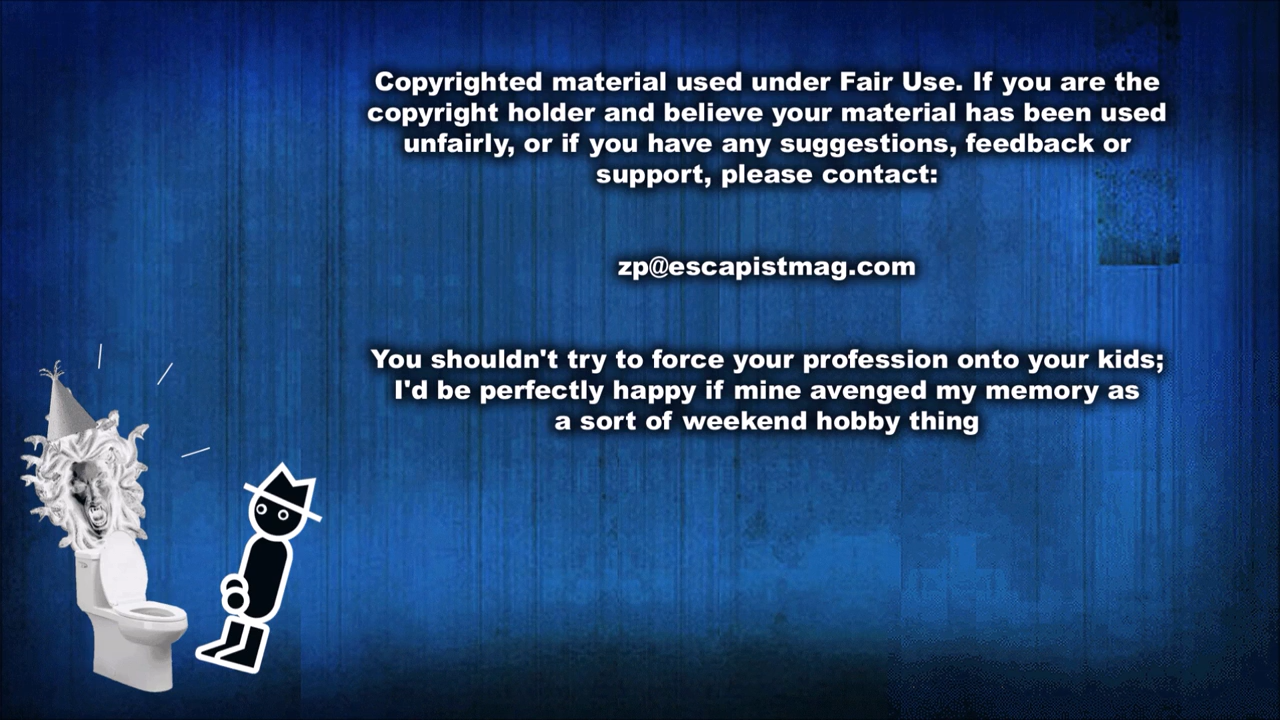 Copyrighted material used under Fair Use. If you are the
copyright holder and believe your material has been used
unfairly, or if you have any suggestions, feedback or
support, please contact:
zp@escapistmag.com
You shouldn't try to force your profession onto your kids;
I'd be perfectly happy if mine avenged my memory as
a sort of weekend hobby thing